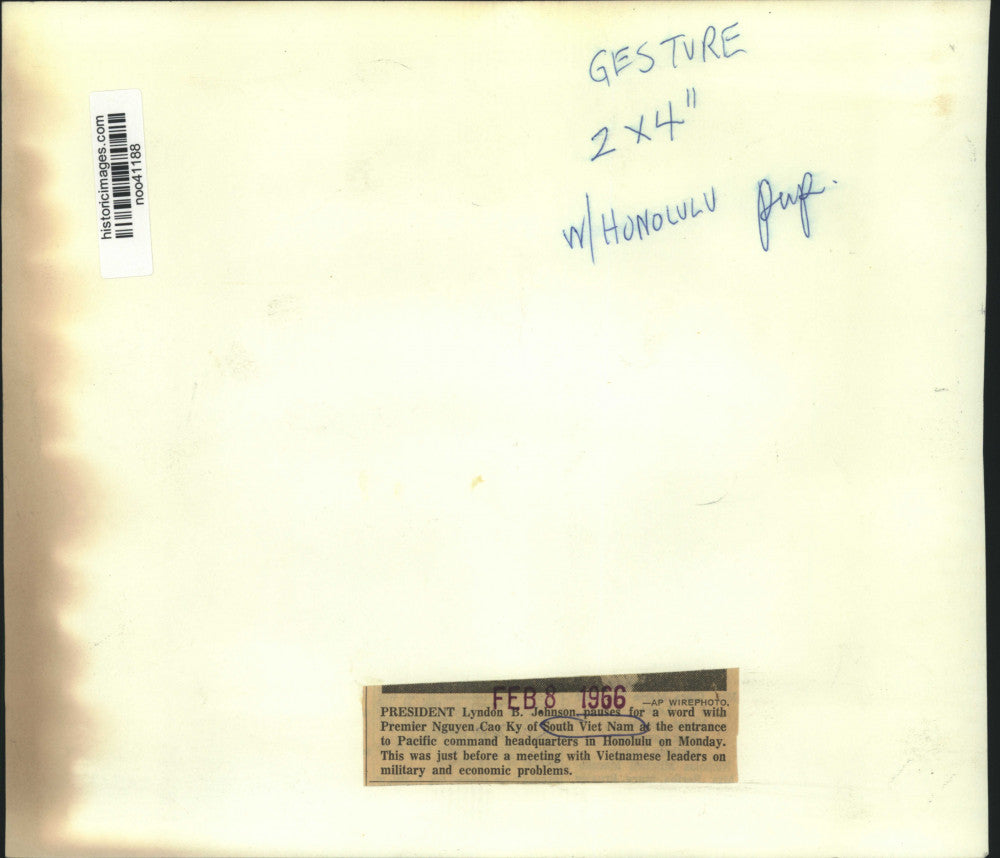 GESTURE
2 X 4"
W/ HONOLULU
historicimages.com
noo41188
FEB 8 1966
—AP WIREPHOTO.
PRESIDENT Lyndon B. Johnson pauses for a word with
Premier Nguyen Cao Ky of South Viet Nam at the entrance
to Pacific command headquarters in Honolulu on Monday.
This was just before a meeting with Vietnamese leaders on
military and economic problems.